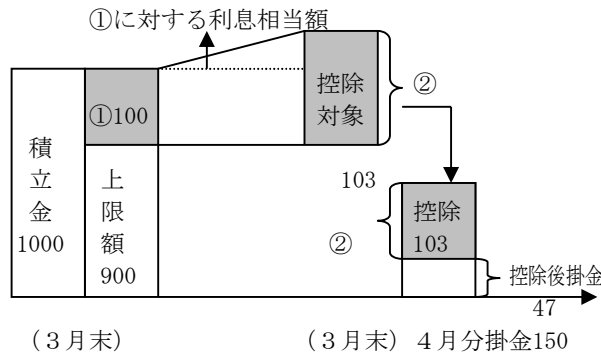 ①に対する利息相当額
積立金
1000
①100
上限額
900
控除
対象
②
103
②
控除
103
控除後掛金
47
(３月末)
(３月末)
４月分掛金150